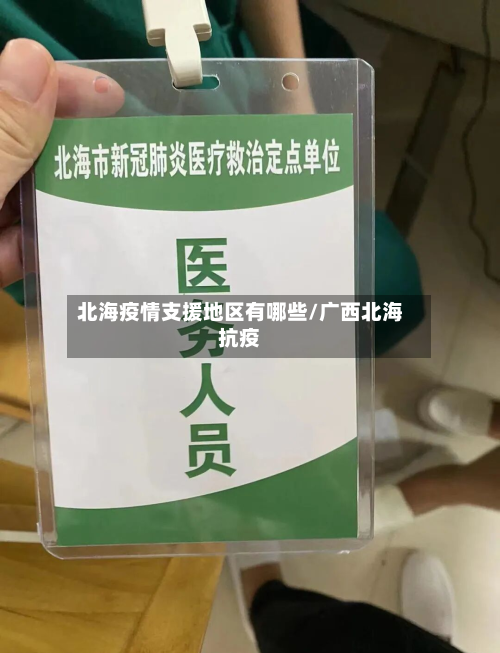 北海市新冠肺炎医疗救治定点单位
医务人员
北海疫情支援地区有哪些/广西北海
抗疫